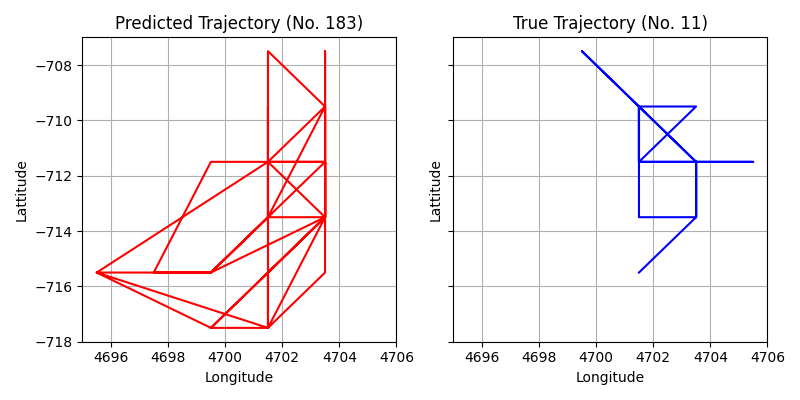 Predicted Trajectory (No. 183)
True Trajectory (No. 11)
Lattitude
−708
−710
−712
−714
−716
−718
4696 4698 4700 4702 4704 4706
Longitude
Lattitude
4696 4698 4700 4702 4704 4706
Longitude